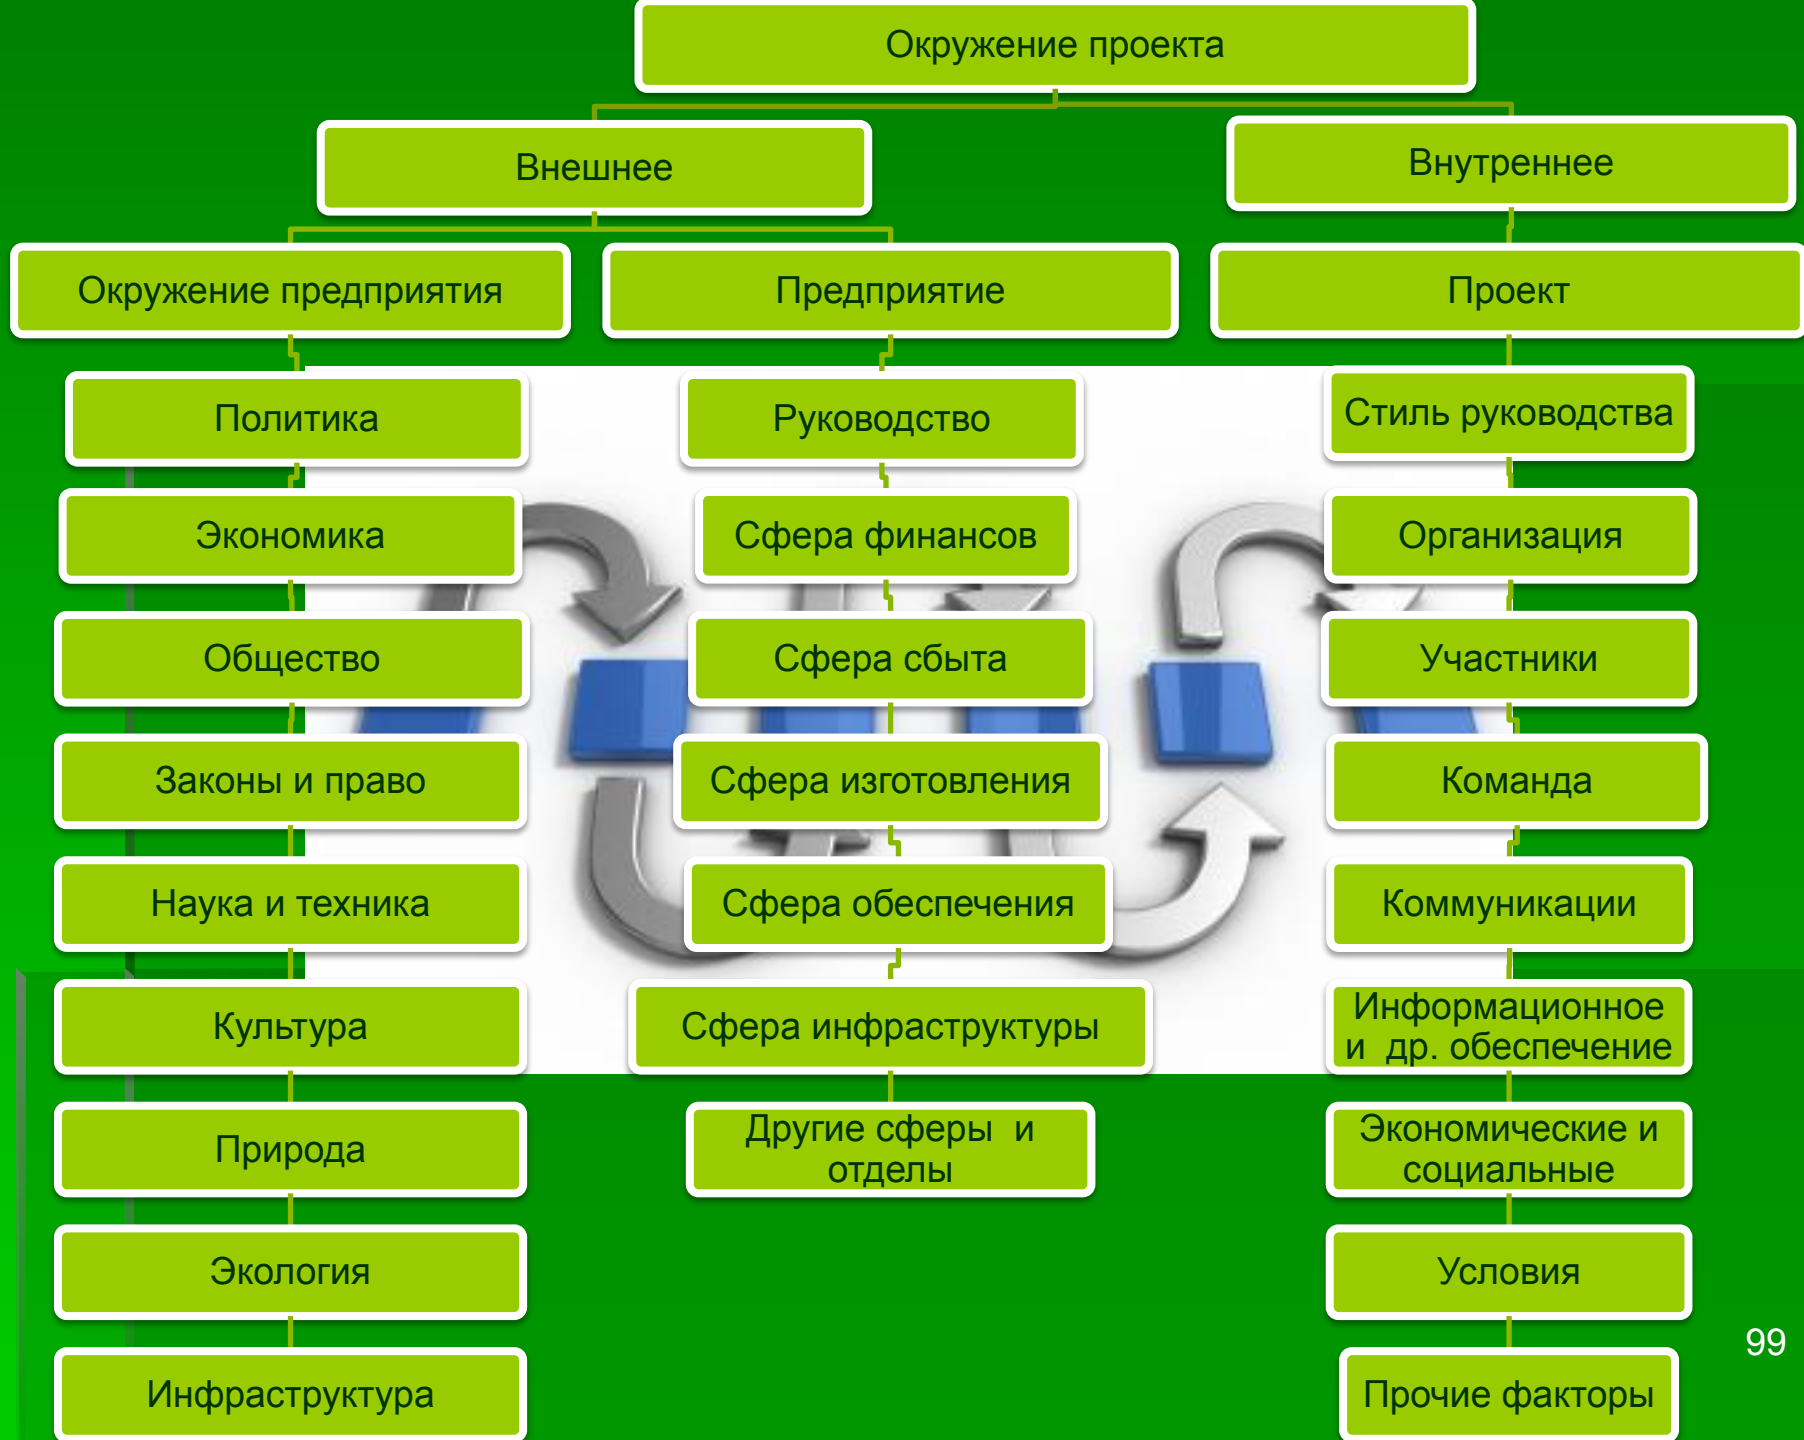 Окружение проекта
Внешнее
Внутреннее
Окружение предприятия
Предприятие
Проект
Политика
Руководство
Стиль руководства
Экономика
Сфера финансов
Организация
Общество
Сфера сбыта
Участники
Законы и право
Сфера изготовления
Команда
Наука и техника
Сфера обеспечения
Коммуникации
Культура
Сфера инфраструктуры
Информационное
и др. обеспечение
Природа
Другие сферы и
отделы
Экономические и
социальные
Экология
Условия
Инфраструктура
Прочие факторы
99